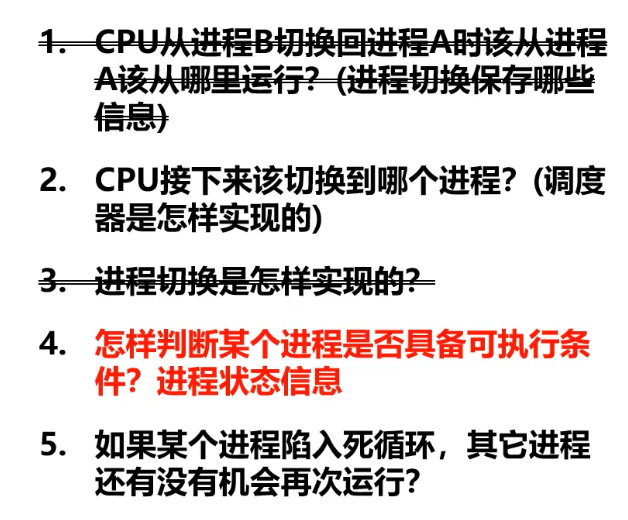 1. CPU从进程B切换回进程A时该从进程
A该从哪里运行？(进程切换保存哪些
信息)
2. CPU接下来该切换到哪个进程？(调度
器是怎样实现的)
3. 进程切换是怎样实现的？
4. 怎样判断某个进程是否具备可执行条
件？进程状态信息
5. 如果某个进程陷入死循环，其它进程
还有没有机会再次运行？